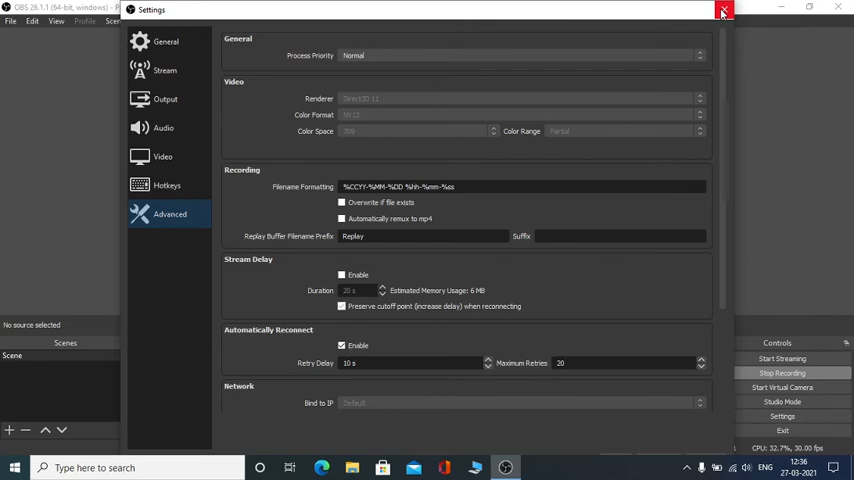 OBS 26.1.1 (64-bit, windows) - P
Settings
File
Edit
View
Profile
Scen
General
Stream
Output
Audio
Video
Hotkeys
Advanced
General
Process Priority
Normal
Video
Renderer
Direct3D 11
Color Format
NV12
Color Space
709
Color Range
Partial
Recording
Filename Formatting
%CCYY-%MM-%DD %hh-%mm-%ss
Overwrite if file exists
Automatically remux to mp4
Replay Buffer Filename Prefix
Replay
Suffix
Stream Delay
Enable
Duration
20 s
Estimated Memory Usage: 6 MB
Preserve cutoff point (increase delay) when reconnecting
Automatically Reconnect
Enable
Retry Delay
10 s
Maximum Retries
20
Network
Bind to IP
Default
No source selected
Scenes
Scene
Controls
Start Streaming
Stop Recording
Start Virtual Camera
Studio Mode
Settings
Exit
CPU: 32.7%, 30.00 fps
Type here to search
ENG
12:36
27-03-2021